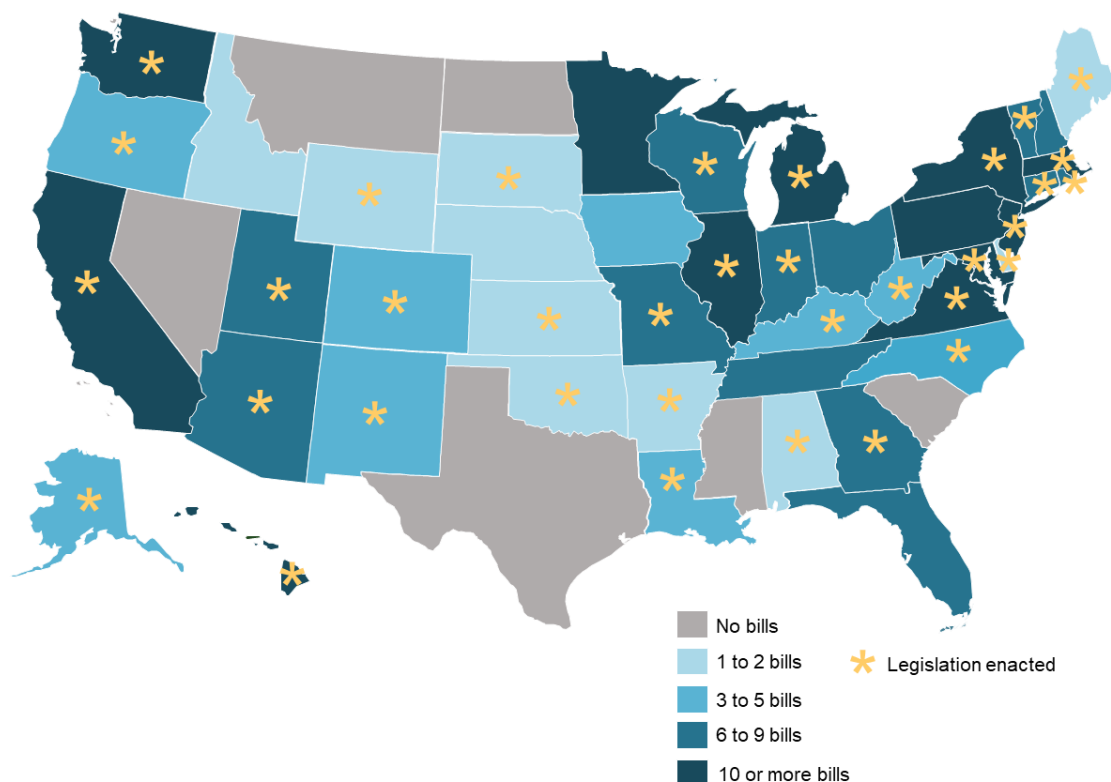 No bills
1 to 2 bills
Legislation enacted
3 to 5 bills
6 to 9 bills
10 or more bills